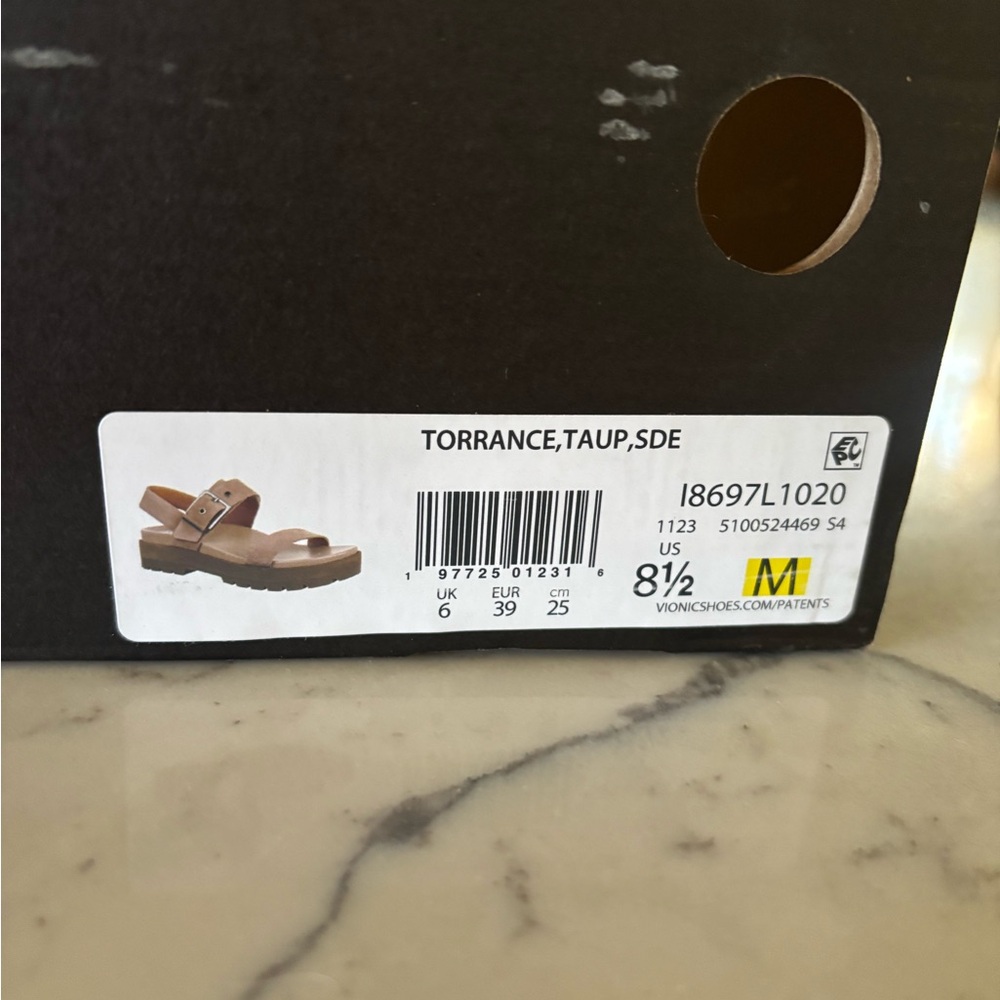 TORRANCE,TAUP,SDE
EPC™
I8697L1020
1123 5100524469 S4
US
8½ M
VIONICSHOES.COM/PATENTS
1 97725 01231 6
UK EUR cm
6 39 25